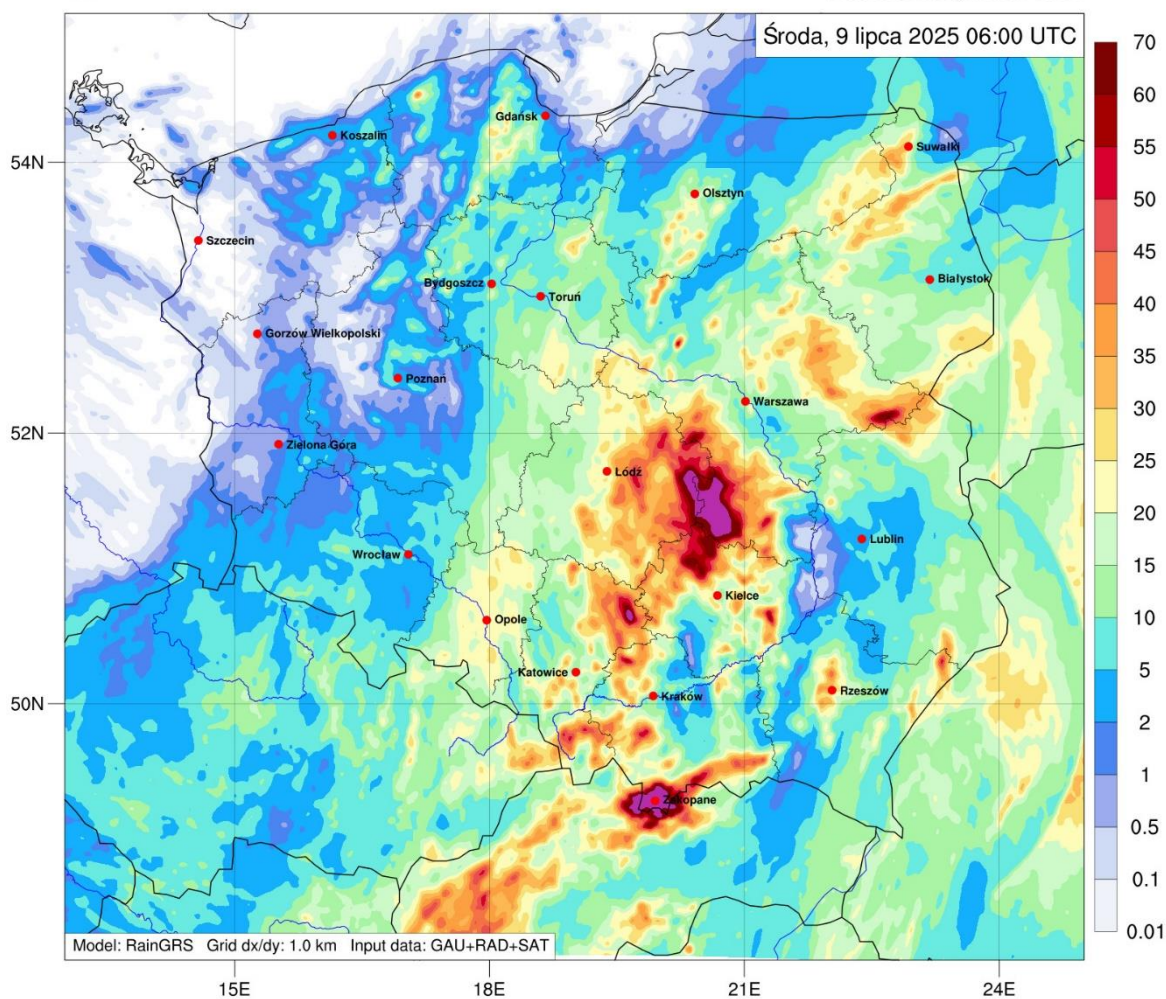 Środa, 9 lipca 2025 06:00 UTC
70
60
55
50
45
40
35
30
25
20
15
10
5
2
1
0.5
0.1
0.01
54N
52N
50N
Gdańsk
Koszalin
Suwałki
Olsztyn
Szczecin
Białystok
Bydgoszcz
Toruń
Gorzów Wielkopolski
Poznań
Warszawa
Zielona Góra
Łódź
Lublin
Wrocław
Kielce
Opole
Katowice
Rzeszów
Kraków
Zakopane
Model: RainGRS Grid dx/dy: 1.0 km Input data: GAU+RAD+SAT
15E
18E
21E
24E